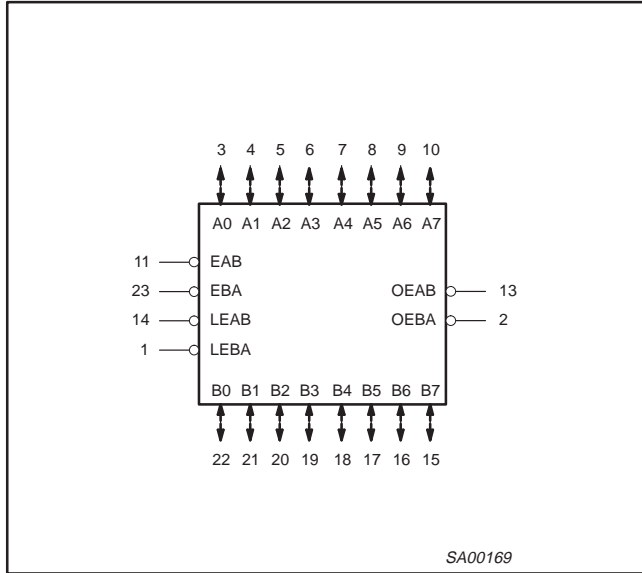 3 4 5 6 7 8 9 10
A0 A1 A2 A3 A4 A5 A6 A7
11 EAB
23 EBA OEAB 13
14 LEAB OEBA 2
1 LEBA
B0 B1 B2 B3 B4 B5 B6 B7
22 21 20 19 18 17 16 15
SA00169